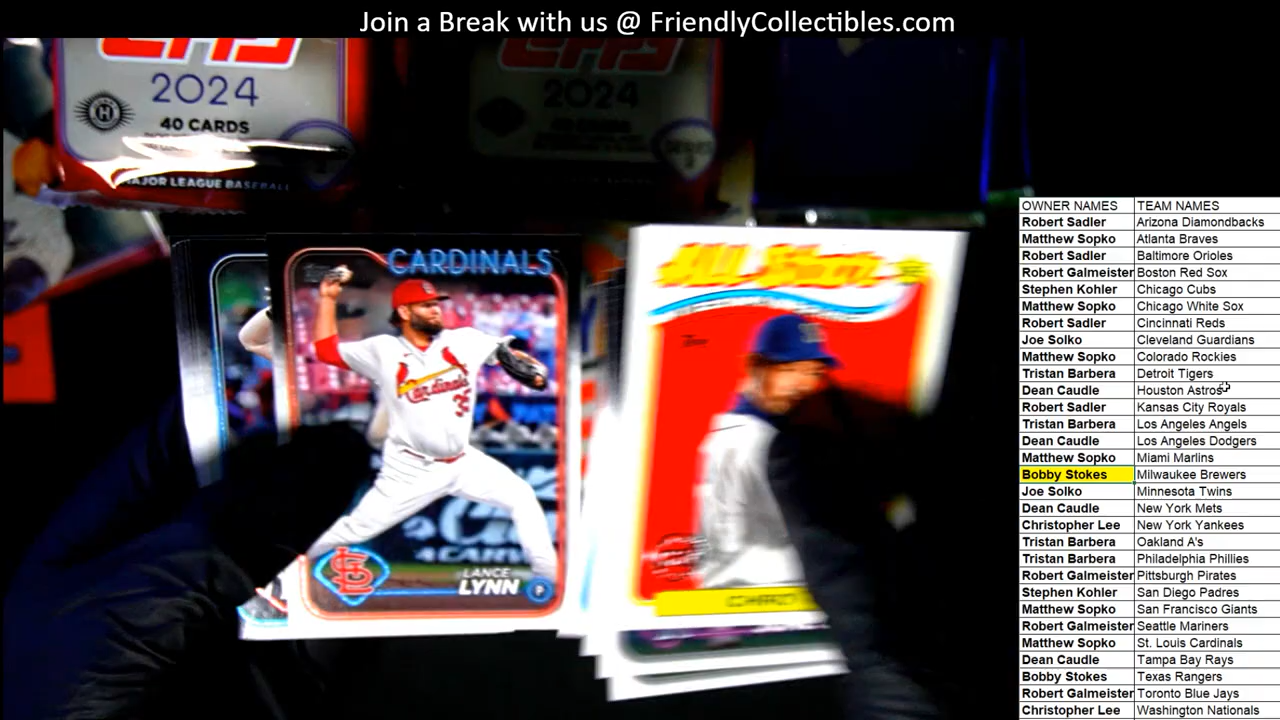 Join a Break with us @ FriendlyCollectibles.com
2024
40 CARDS
MAJOR LEAGUE BASEBALL
2024
CARDINALS
ALL Star
Cardinals
35
LANCE
LYNN
P
OWNER NAMES TEAM NAMES
Robert Sadler Arizona Diamondbacks
Matthew Sopko Atlanta Braves
Robert Sadler Baltimore Orioles
Robert Galmeister Boston Red Sox
Stephen Kohler Chicago Cubs
Matthew Sopko Chicago White Sox
Robert Sadler Cincinnati Reds
Joe Solko Cleveland Guardians
Matthew Sopko Colorado Rockies
Tristan Barbera Detroit Tigers
Dean Caudle Houston Astros
Robert Sadler Kansas City Royals
Tristan Barbera Los Angeles Angels
Dean Caudle Los Angeles Dodgers
Matthew Sopko Miami Marlins
Bobby Stokes Milwaukee Brewers
Joe Solko Minnesota Twins
Dean Caudle New York Mets
Christopher Lee New York Yankees
Tristan Barbera Oakland A's
Tristan Barbera Philadelphia Phillies
Robert Galmeister Pittsburgh Pirates
Stephen Kohler San Diego Padres
Matthew Sopko San Francisco Giants
Robert Galmeister Seattle Mariners
Matthew Sopko St. Louis Cardinals
Dean Caudle Tampa Bay Rays
Bobby Stokes Texas Rangers
Robert Galmeister Toronto Blue Jays
Christopher Lee Washington Nationals